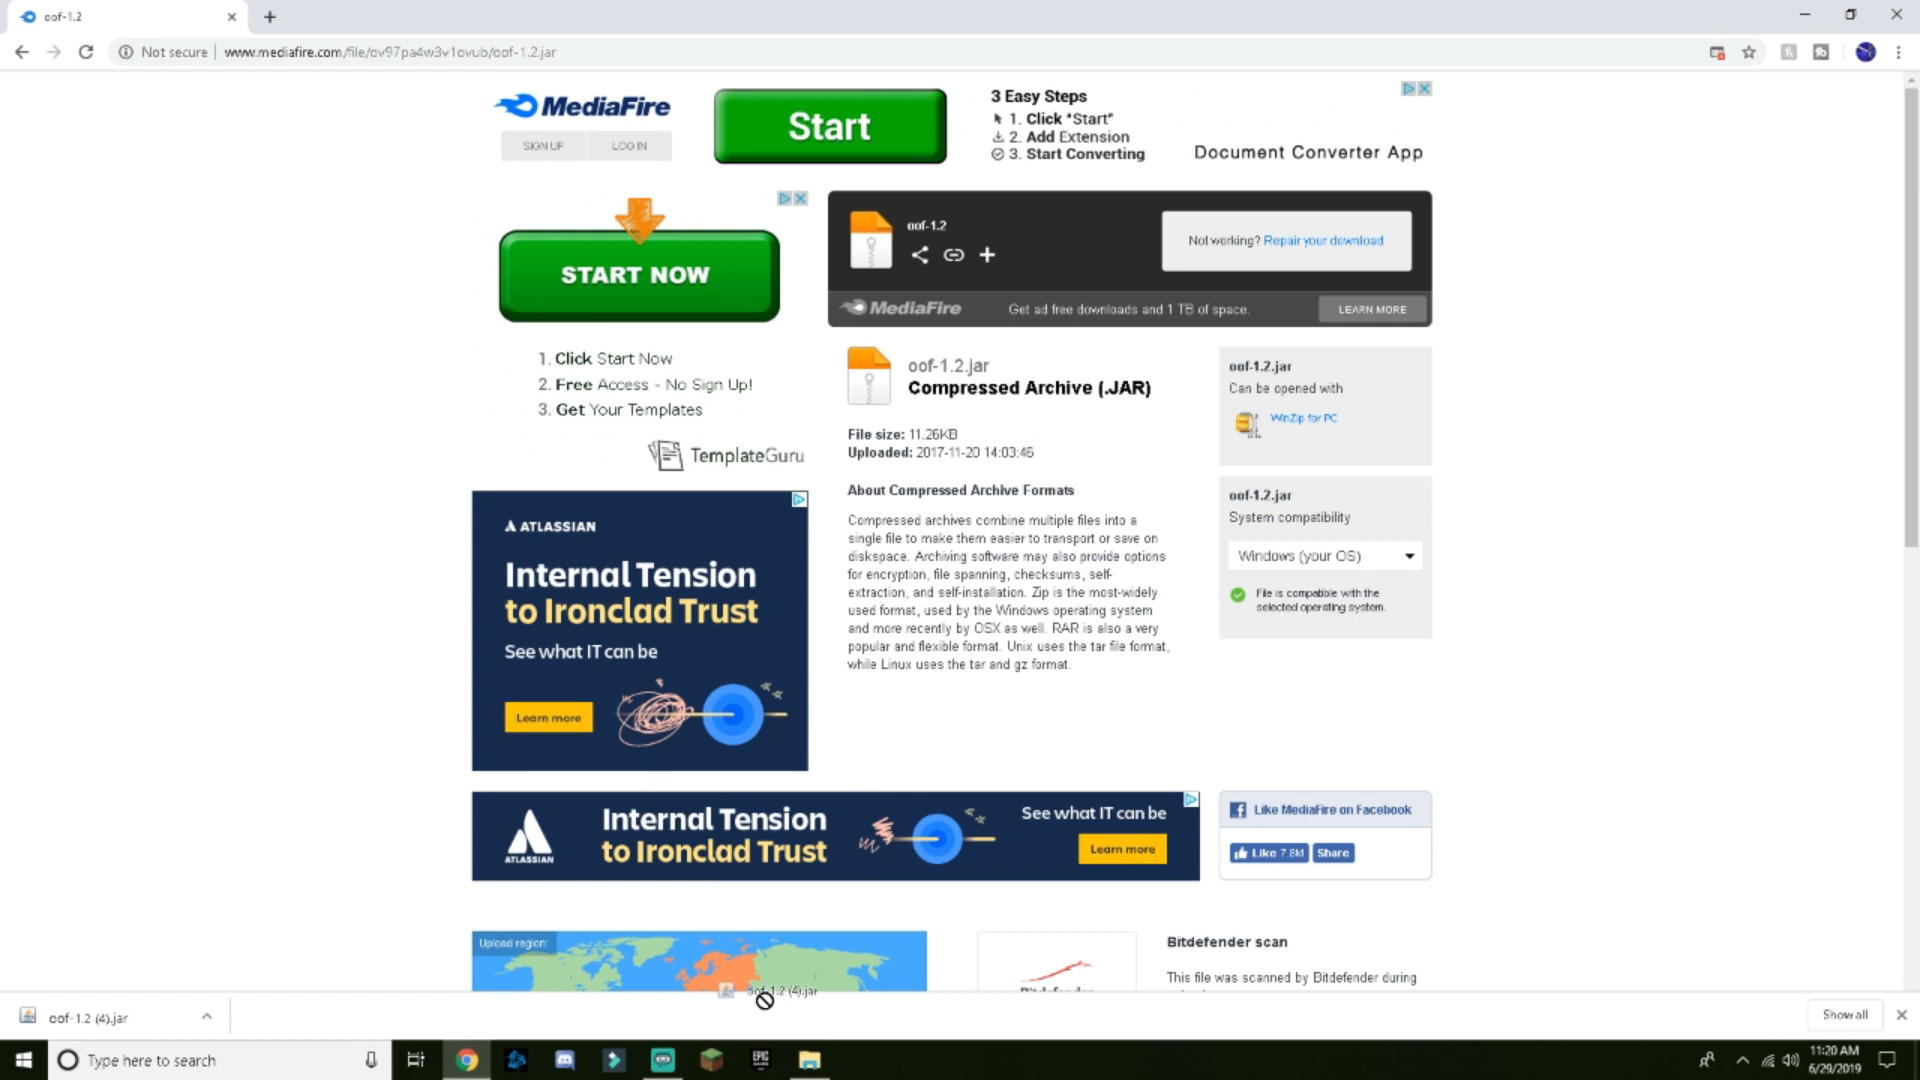 oof-1.2
Not secure
www.mediafire.com/file/ov97pa4w3v1ovub/oof-1.2.jar
MediaFire
SIGN UP
LOG IN
Start
3 Easy Steps
1. Click "Start"
2. Add Extension
3. Start Converting
Document Converter App
START NOW
1. Click Start Now
2. Free Access - No Sign Up!
3. Get Your Templates
TemplateGuru
oof-1.2
Not working? Repair your download
MediaFire
Get ad free downloads and 1 TB of space.
LEARN MORE
oof-1.2.jar
Compressed Archive (.JAR)
File size: 11.26KB
Uploaded: 2017-11-20 14:03:46
About Compressed Archive Formats
Compressed archives combine multiple files into a
single file to make them easier to transport or save on
diskspace. Archiving software may also provide options
for encryption, file spanning, checksums, self-
extraction, and self-installation. Zip is the most-widely
used format, used by the Windows operating system
and more recently by OSX as well. RAR is also a very
popular and flexible format. Unix uses the tar file format,
while Linux uses the tar and gz format.
oof-1.2.jar
Can be opened with
WinZip for PC
oof-1.2.jar
System compatibility
Windows (your OS)
File is compatible with the
selected operating system.
ATLASSIAN
Internal Tension
to Ironclad Trust
See what IT can be
Learn more
ATLASSIAN
Internal Tension
to Ironclad Trust
See what IT can be
Learn more
Like MediaFire on Facebook
Like 7.8M
Share
Upload region:
Bitdefender scan
This file was scanned by Bitdefender during
oof-1.2 (4).jar
oof-1.2 (4).jar
Show all
Type here to search
EPIC
11:20 AM
6/29/2019